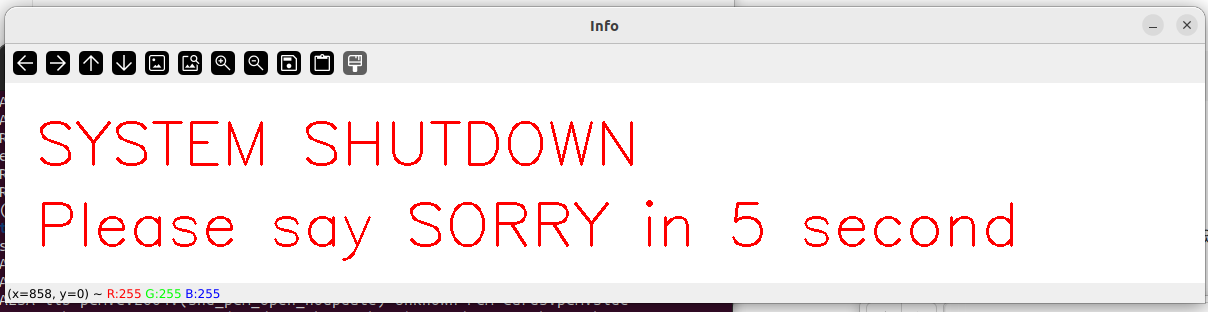 Info
SYSTEM SHUTDOWN
Please say SORRY in 5 second
(x=858, y=0) ~ R:255 G:255 B:255